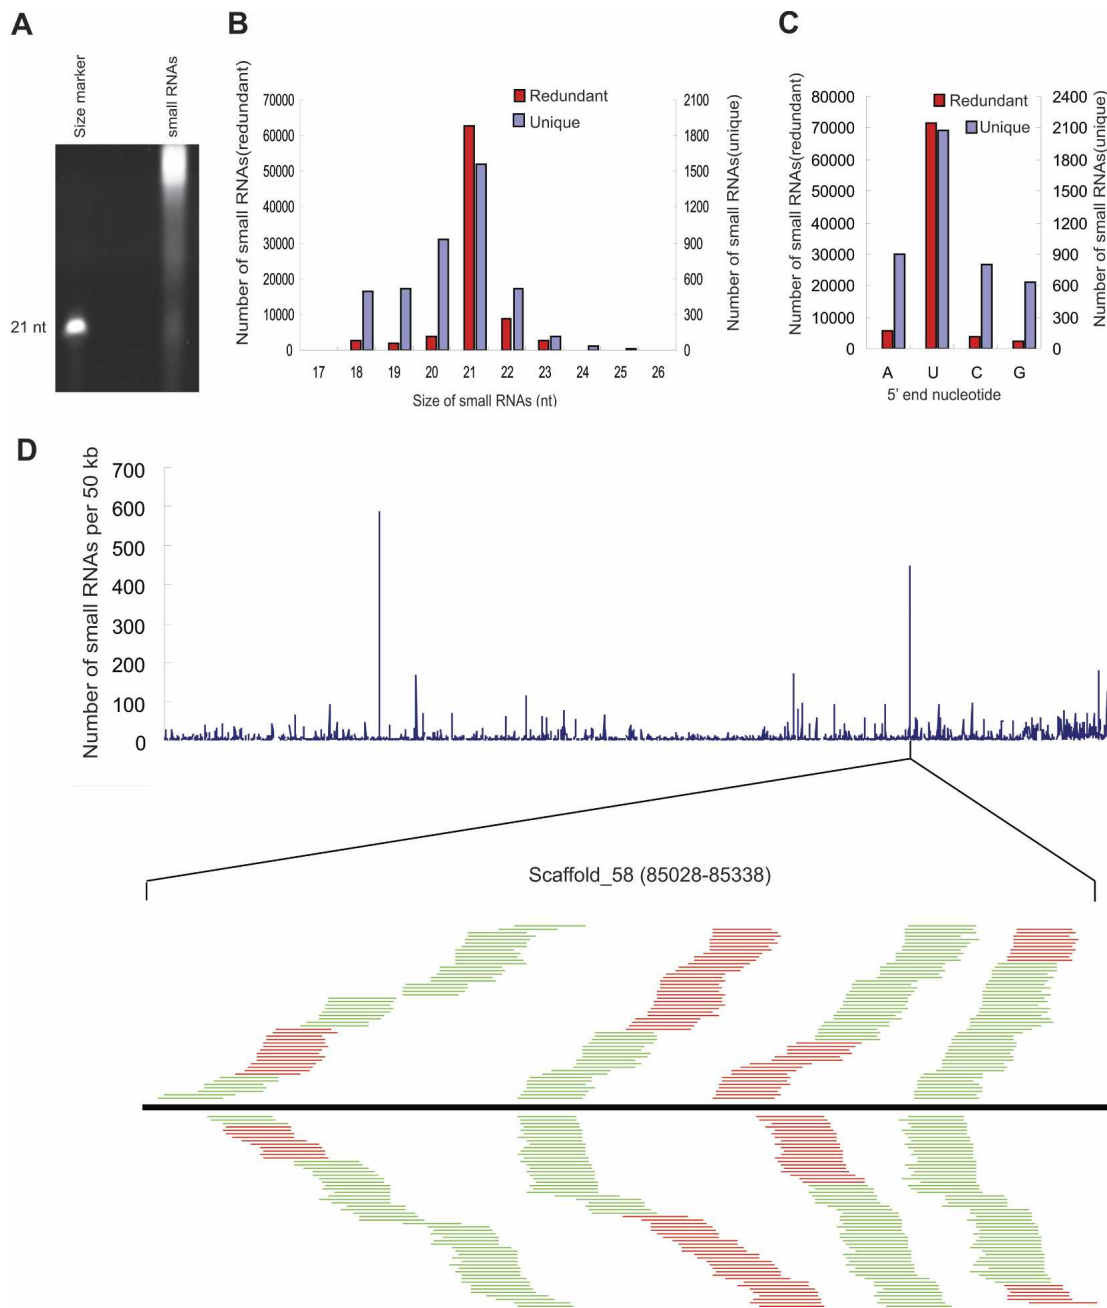 A
Size marker
small RNAs
21 nt
B
Number of small RNAs(redundant)
70000
60000
50000
40000
30000
20000
10000
0
Redundant
Unique
2100
1800
1500
1200
900
600
300
0
Number of small RNAs(unique)
17 18 19 20 21 22 23 24 25 26
Size of small RNAs (nt)
C
Number of small RNAs(redundant)
80000
70000
60000
50000
40000
30000
20000
10000
0
Redundant
Unique
2400
2100
1800
1500
1200
900
600
300
0
Number of small RNAs(unique)
A U C G
5' end nucleotide
D
Number of small RNAs per 50 kb
700
600
500
400
300
200
100
0
Scaffold_58 (85028-85338)